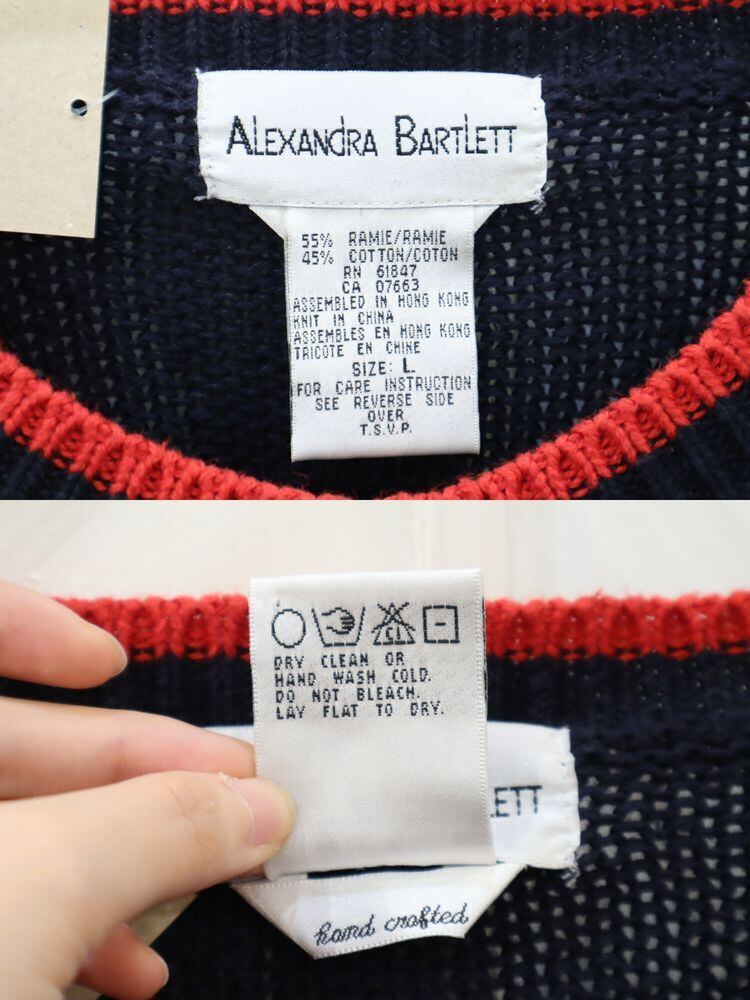 ALEXANDRA BARTLETT
55% RAMIE/RAMIE
45% COTTON/COTON
RN 61847
CA 07663
ASSEMBLED IN HONG KONG
KNIT IN CHINA
ASSEMBLES EN HONG KONG
TRICOTE EN CHINE
SIZE: L
FOR CARE INSTRUCTION
SEE REVERSE SIDE
OVER
T.S.V.P.
CL
DRY CLEAN OR
HAND WASH COLD.
DO NOT BLEACH.
LAY FLAT TO DRY.
LETT
hand crafted